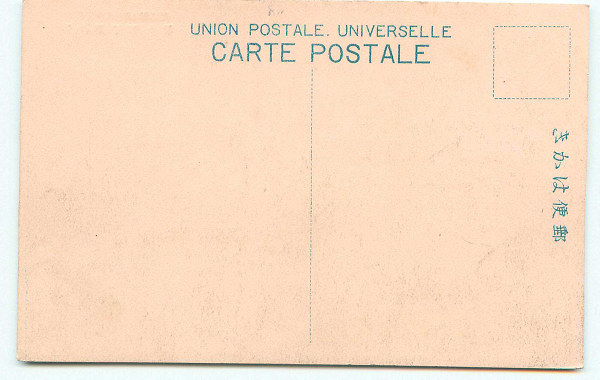 UNION POSTALE. UNIVERSELLE
CARTE POSTALE
郵便はかき